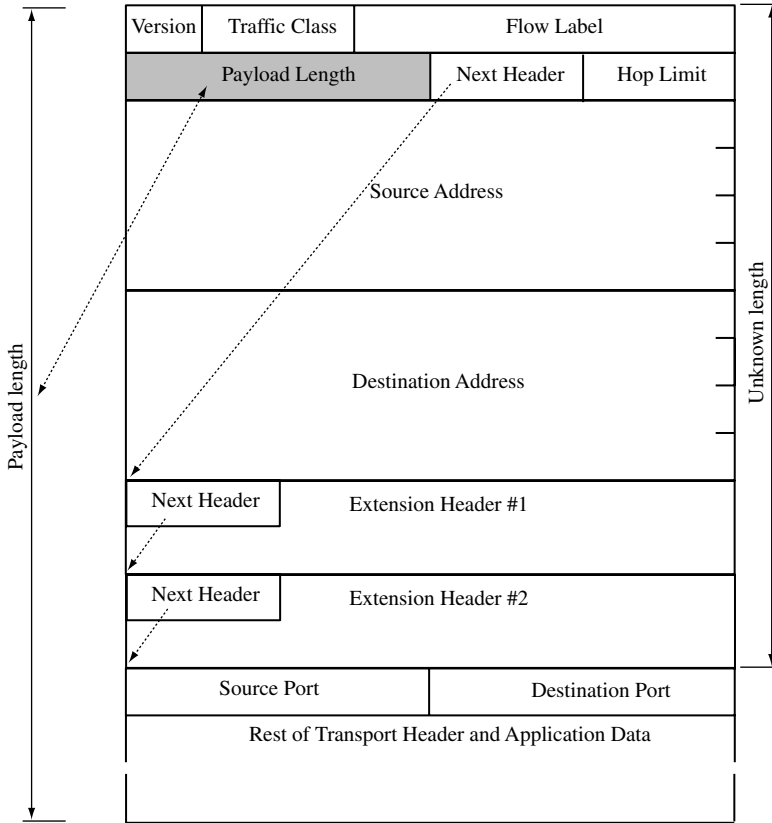 Version Traffic Class Flow Label
Payload Length Next Header Hop Limit
Source Address
Destination Address
Payload length
Unknown length
Next Header Extension Header #1
Next Header Extension Header #2
Source Port Destination Port
Rest of Transport Header and Application Data